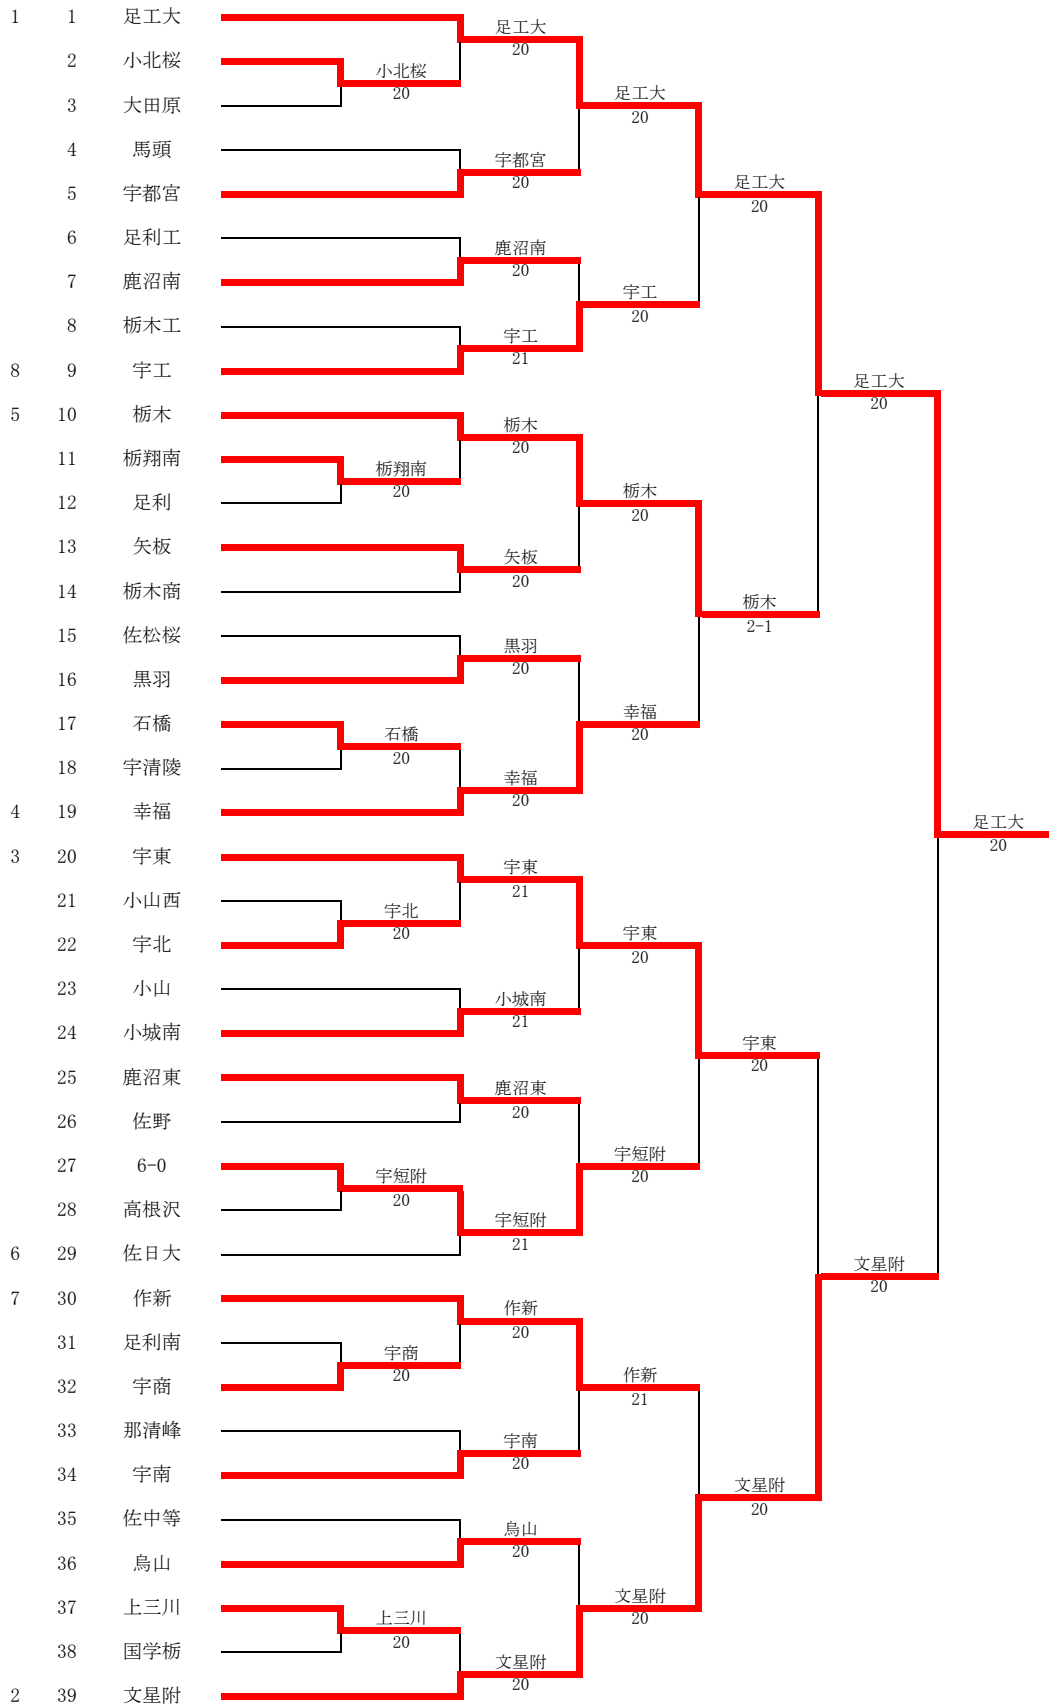 1 1 足工大
足工大
20
2 小北桜
小北桜
20
足工大
20
3 大田原
4 馬頭
宇都宮
20
足工大
20
5 宇都宮
6 足利工
鹿沼南
20
7 鹿沼南
宇工
20
8 栃木工
宇工
21
8 9 宇工
足工大
20
5 10 栃木
栃木
20
11 栃翔南
栃翔南
20
栃木
20
12 足利
13 矢板
矢板
20
14 栃木商
栃木
2-1
15 佐松桜
黒羽
20
16 黒羽
幸福
20
17 石橋
石橋
20
18 宇清陵
幸福
20
4 19 幸福
足工大
20
3 20 宇東
宇東
21
21 小山西
宇北
20
22 宇北
宇東
20
23 小山
小城南
21
24 小城南
宇東
20
25 鹿沼東
鹿沼東
20
26 佐野
宇短附
20
27 6-0
宇短附
20
28 高根沢
宇短附
21
6 29 佐日大
文星附
20
7 30 作新
作新
20
31 足利南
宇商
20
32 宇商
作新
21
33 那清峰
宇南
20
34 宇南
文星附
20
35 佐中等
烏山
20
36 烏山
文星附
20
37 上三川
上三川
20
38 国学栃
文星附
20
2 39 文星附